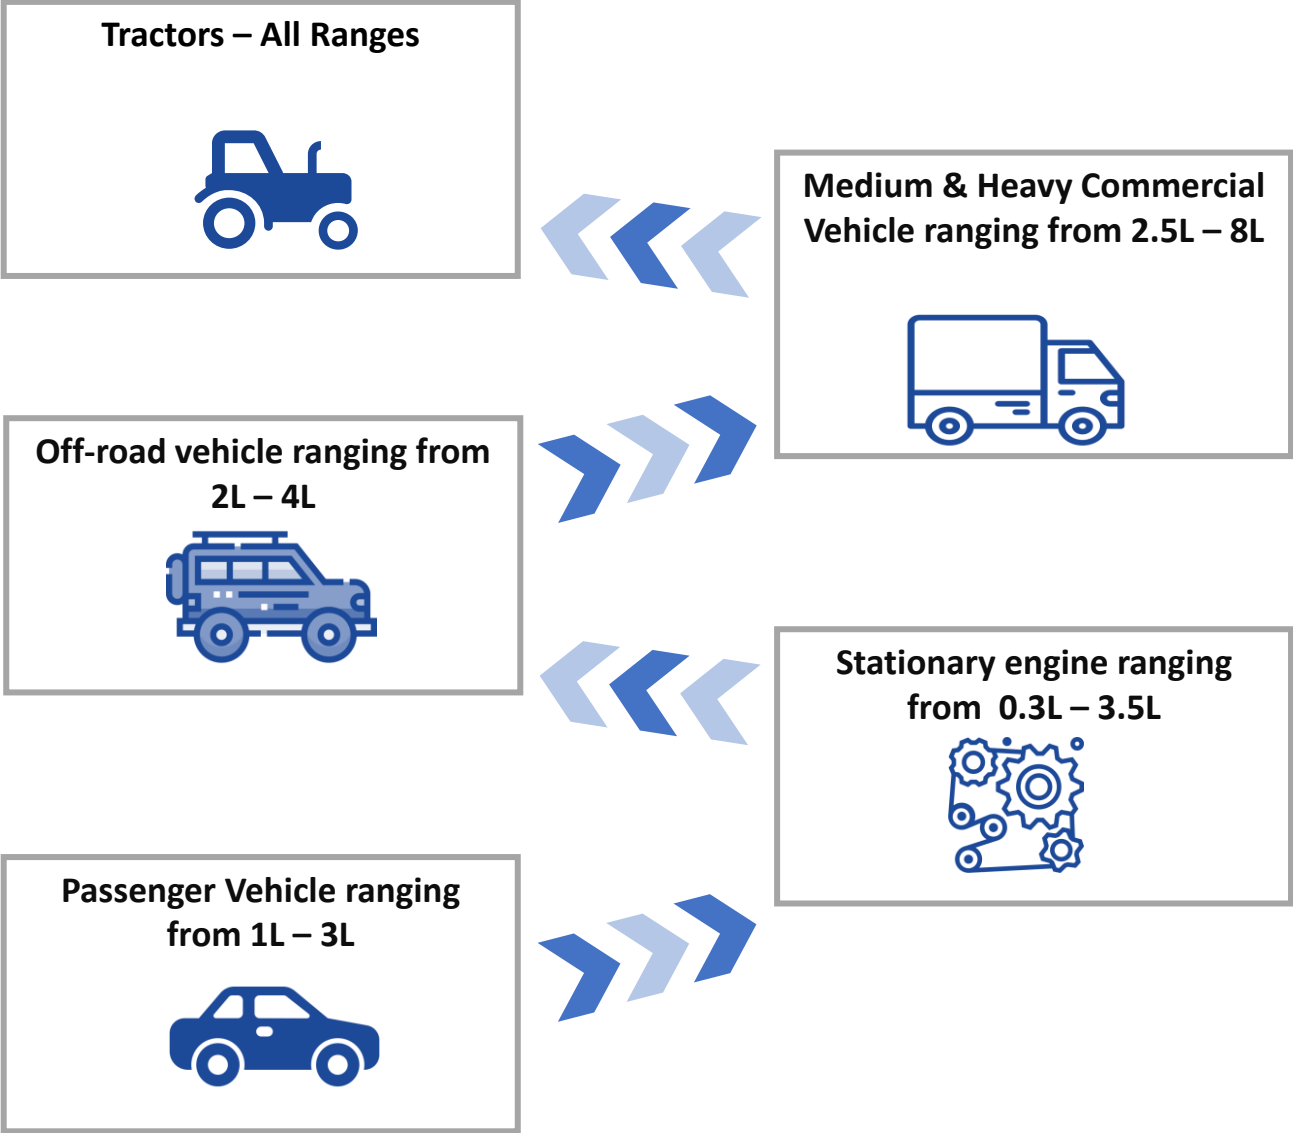 Tractors – All Ranges
Medium & Heavy Commercial
Vehicle ranging from 2.5L – 8L
Off-road vehicle ranging from
2L – 4L
Stationary engine ranging
from  0.3L – 3.5L
Passenger Vehicle ranging
from 1L – 3L